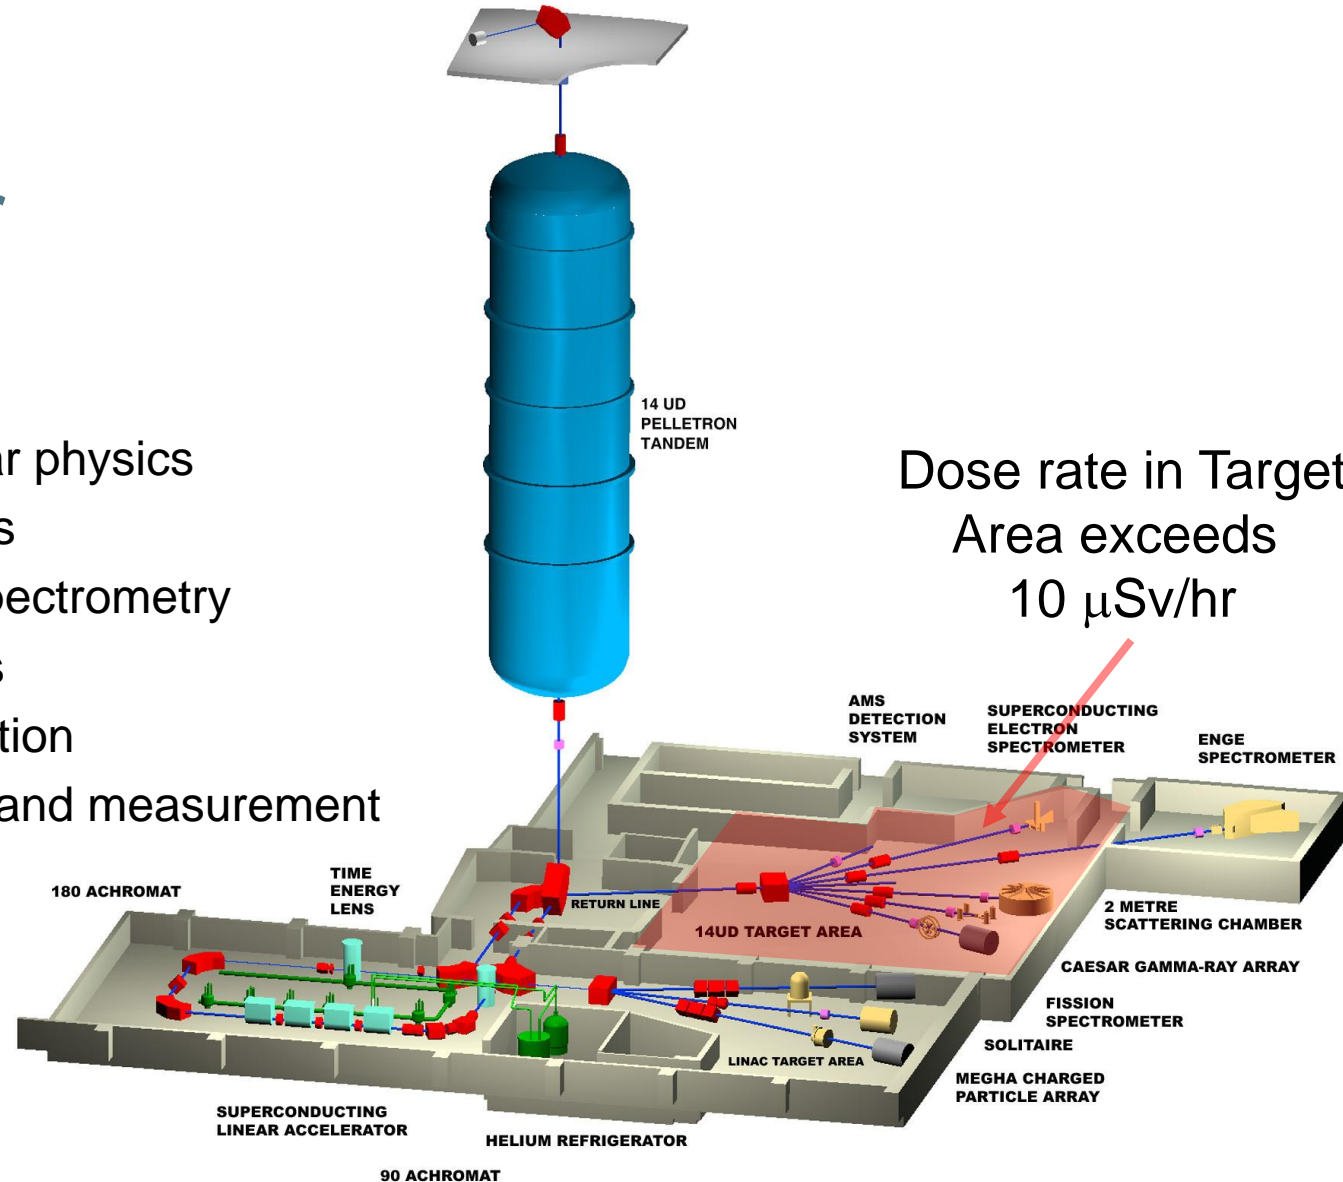 14 UD
PELLETRON
TANDEM
ar physics
s
pectrometry
s
tion
and measurement
Dose rate in Target
Area exceeds
10 μSv/hr
AMS
DETECTION
SYSTEM
SUPERCONDUCTING
ELECTRON
SPECTROMETER
ENGE
SPECTROMETER
180 ACHROMAT
TIME
ENERGY
LENS
RETURN LINE
14UD TARGET AREA
2 METRE
SCATTERING CHAMBER
CAESAR GAMMA-RAY ARRAY
FISSION
SPECTROMETER
SOLITAIRE
MEGHA CHARGED
PARTICLE ARRAY
LINAC TARGET AREA
SUPERCONDUCTING
LINEAR ACCELERATOR
HELIUM REFRIGERATOR
90 ACHROMAT